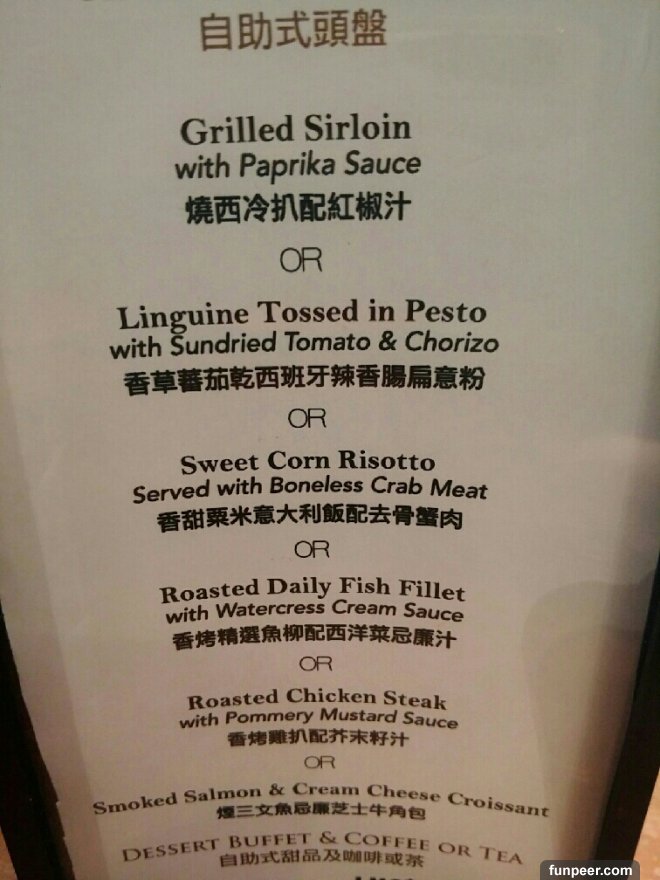 自助式頭盤
Grilled Sirloin
with Paprika Sauce
燒西冷扒配紅椒汁
OR
Linguine Tossed in Pesto
with Sundried Tomato & Chorizo
香草蕃茄乾西班牙辣香腸扁意粉
OR
Sweet Corn Risotto
Served with Boneless Crab Meat
香甜粟米意大利飯配去骨蟹肉
OR
Roasted Daily Fish Fillet
with Watercress Cream Sauce
香烤精選魚柳配西洋菜忌廉汁
OR
Roasted Chicken Steak
with Pommery Mustard Sauce
香烤雞扒配芥末籽汁
OR
Smoked Salmon & Cream Cheese Croissant
煙三文魚忌廉芝士牛角包
DESSERT BUFFET & COFFEE OR TEA
自助式甜品及咖啡或茶
funpeer.com